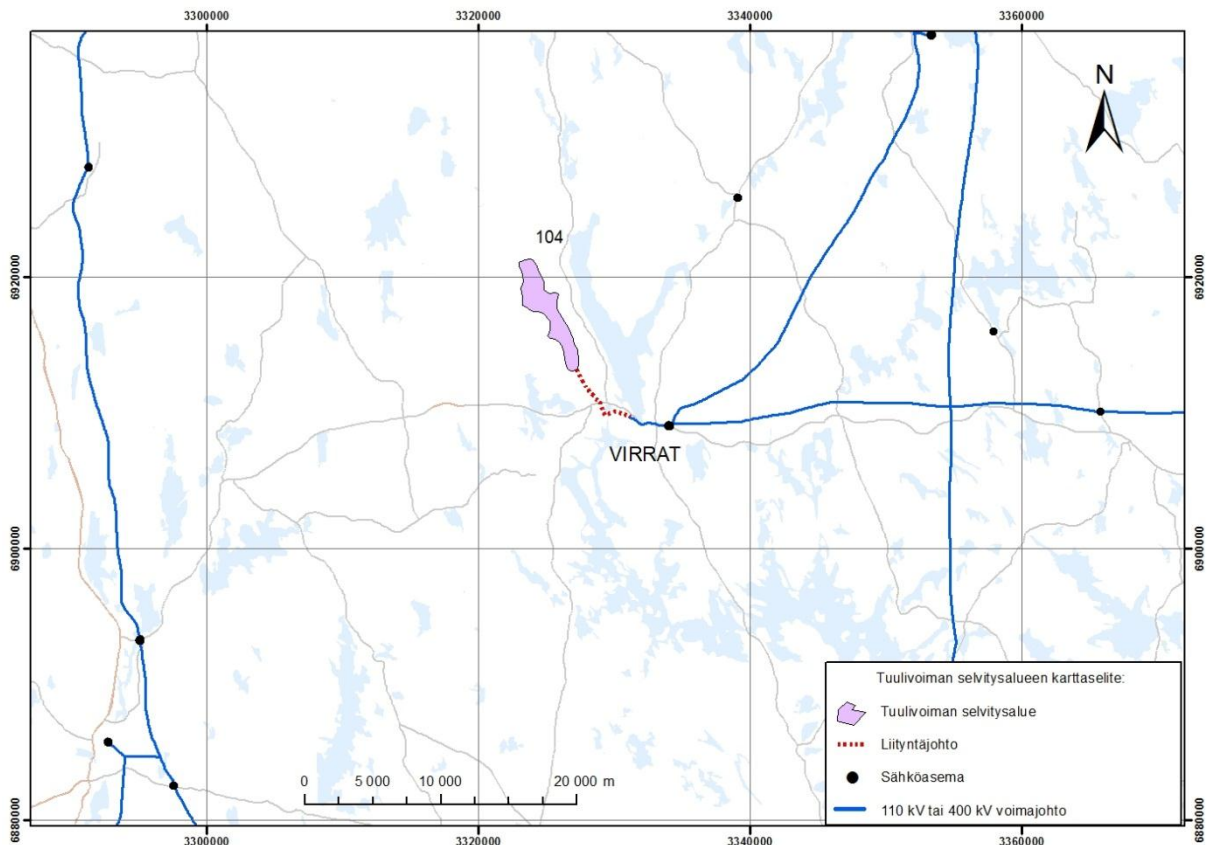 3300000 3320000 3340000 3360000
N
6920000 6920000
104
VIRRAT
6900000 6900000
Tuulivoiman selvitysalueen karttaselite:
Tuulivoiman selvitysalue
Liityntäjohto
Sähköasema
110 kV tai 400 kV voimajohto
0 5 000 10 000 20 000 m
6880000 6880000
3300000 3320000 3340000 3360000